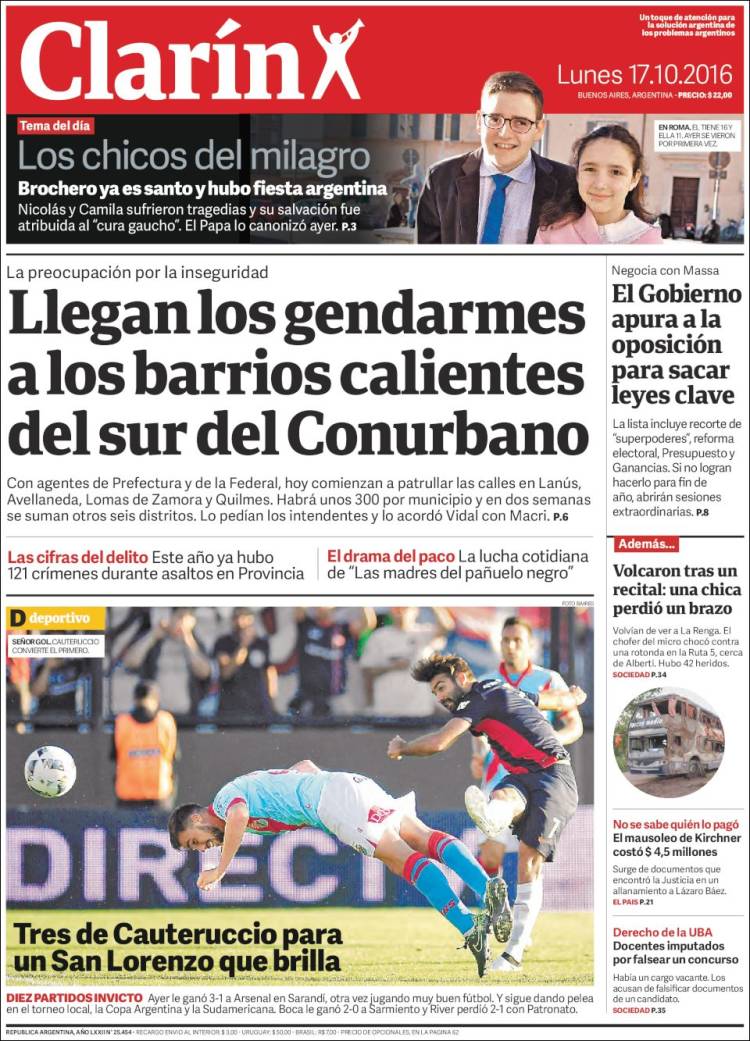 Clarín
Un toque de atención para
la solución argentina de
los problemas argentinos
Lunes 17.10.2016
BUENOS AIRES, ARGENTINA - PRECIO: $ 22,00
Tema del día
Los chicos del milagro
Brochero ya es santo y hubo fiesta argentina
Nicolás y Camila sufrieron tragedias y su salvación fue
atribuida al “cura gaucho”. El Papa lo canonizó ayer. P.3
EN ROMA. EL TIENE 16 Y
ELLA 11. AYER SE VIERON
POR PRIMERA VEZ.
La preocupación por la inseguridad
Llegan los gendarmes
a los barrios calientes
del sur del Conurbano
Con agentes de Prefectura y de la Federal, hoy comienzan a patrullar las calles en Lanús,
Avellaneda, Lomas de Zamora y Quilmes. Habrá unos 300 por municipio y en dos semanas
se suman otros seis distritos. Lo pedían los intendentes y lo acordó Vidal con Macri. P.6
Las cifras del delito Este año ya hubo
121 crímenes durante asaltos en Provincia
El drama del paco La lucha cotidiana
de “Las madres del pañuelo negro”
Negocia con Massa
El Gobierno
apura a la
oposición
para sacar
leyes clave
La lista incluye recorte de
“superpoderes”, reforma
electoral, Presupuesto y
Ganancias. Si no logran
hacerlo para fin de
año, abrirán sesiones
extraordinarias. P.8
Además...
Volcaron tras un
recital: una chica
perdió un brazo
Volvían de ver a La Renga. El
chofer del micro chocó contra
una rotonda en la Ruta 5, cerca
de Alberti. Hubo 42 heridos.
SOCIEDAD P.34
No se sabe quién lo pagó
El mausoleo de Kirchner
costó $ 4,5 millones
Surge de documentos que
encontró la Justicia en un
allanamiento a Lázaro Báez.
EL PAIS P.21
Derecho de la UBA
Docentes imputados
por falsear un concurso
Había un cargo vacante. Los
acusan de falsificar documentos
de un candidato.
SOCIEDAD P.35
FOTO BAIRES
D deportivo
SEÑOR GOL. CAUTERUCCIO
CONVIERTE EL PRIMERO.
DIRECT
7
Tres de Cauteruccio para
un San Lorenzo que brilla
DIEZ PARTIDOS INVICTO Ayer le ganó 3-1 a Arsenal en Sarandí, otra vez jugando muy buen fútbol. Y sigue dando pelea
en el torneo local, la Copa Argentina y la Sudamericana. Boca le ganó 2-0 a Sarmiento y River perdió 2-1 con Patronato.
REPUBLICA ARGENTINA, AÑO LXXII N° 25.454 - RECARGO ENVIO AL INTERIOR: $ 3,00 - URUGUAY: $ 50,00 - BRASIL: R$ 7,00 - PRECIO DE OPCIONALES, EN LA PAGINA 62